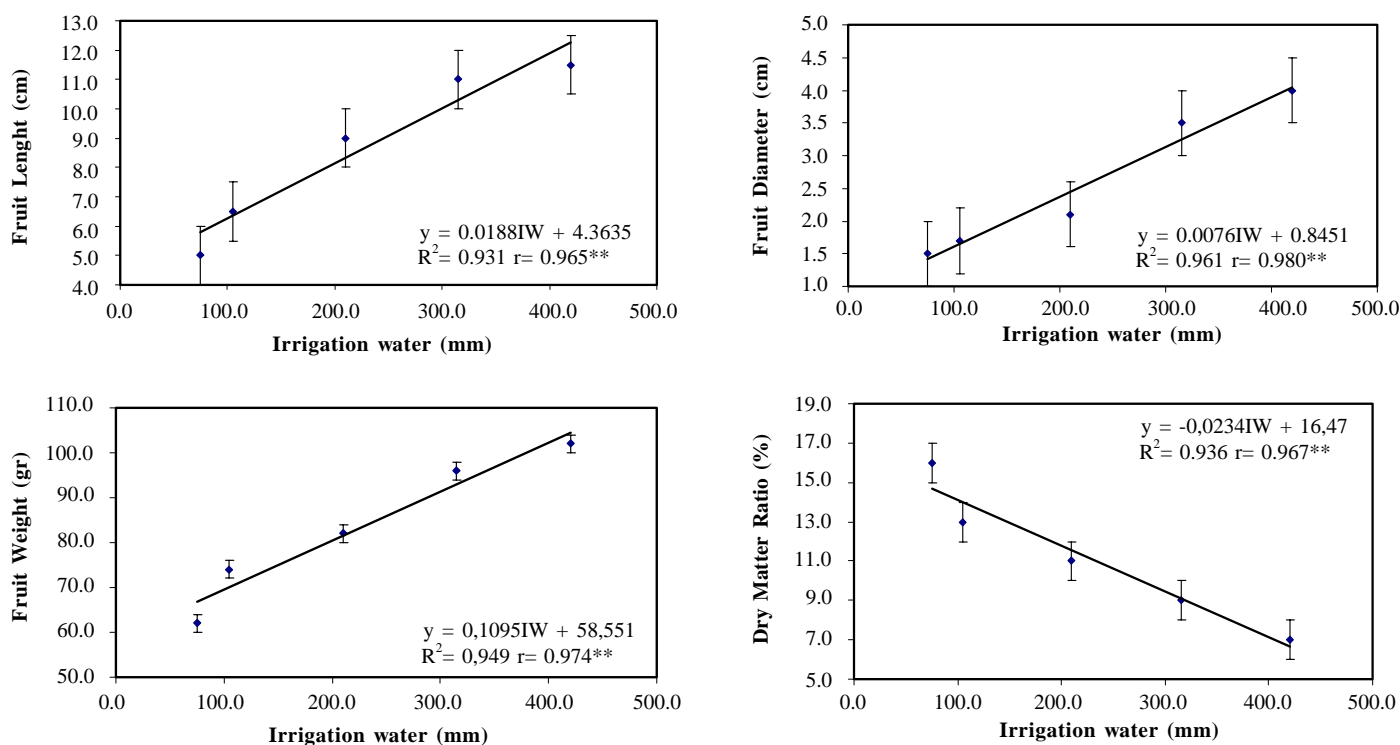 13.0
12.0
11.0
10.0
9.0
8.0
7.0
6.0
5.0
4.0
Fruit Lenght (cm)
y = 0.0188IW + 4.3635
R²= 0.931 r= 0.965**
0.0 100.0 200.0 300.0 400.0 500.0
Irrigation water (mm)
5.0
4.5
4.0
3.5
3.0
2.5
2.0
1.5
1.0
Fruit Diameter (cm)
y = 0.0076IW + 0.8451
R²= 0.961 r= 0.980**
0.0 100.0 200.0 300.0 400.0 500.0
Irrigation water (mm)
110.0
100.0
90.0
80.0
70.0
60.0
50.0
Fruit Weight (gr)
y = 0,1095IW + 58,551
R²= 0,949 r= 0.974**
0.0 100.0 200.0 300.0 400.0 500.0
Irrigation water (mm)
19.0
17.0
15.0
13.0
11.0
9.0
7.0
5.0
Dry Matter Ratio (%)
y = -0,0234IW + 16,47
R²= 0.936 r= 0.967**
0.0 100.0 200.0 300.0 400.0 500.0
Irrigation water (mm)